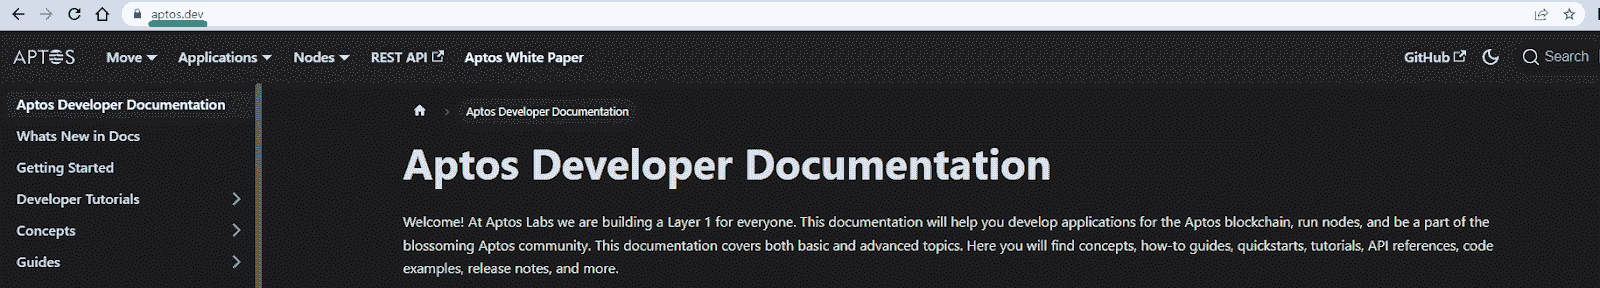 aptos.dev
APTOS Move Applications Nodes REST API Aptos White Paper GitHub Search
Aptos Developer Documentation
Whats New in Docs
Getting Started
Developer Tutorials
Concepts
Guides
Aptos Developer Documentation
Aptos Developer Documentation
Welcome! At Aptos Labs we are building a Layer 1 for everyone. This documentation will help you develop applications for the Aptos blockchain, run nodes, and be a part of the
blossoming Aptos community. This documentation covers both basic and advanced topics. Here you will find concepts, how-to guides, quickstarts, tutorials, API references, code
examples, release notes, and more.